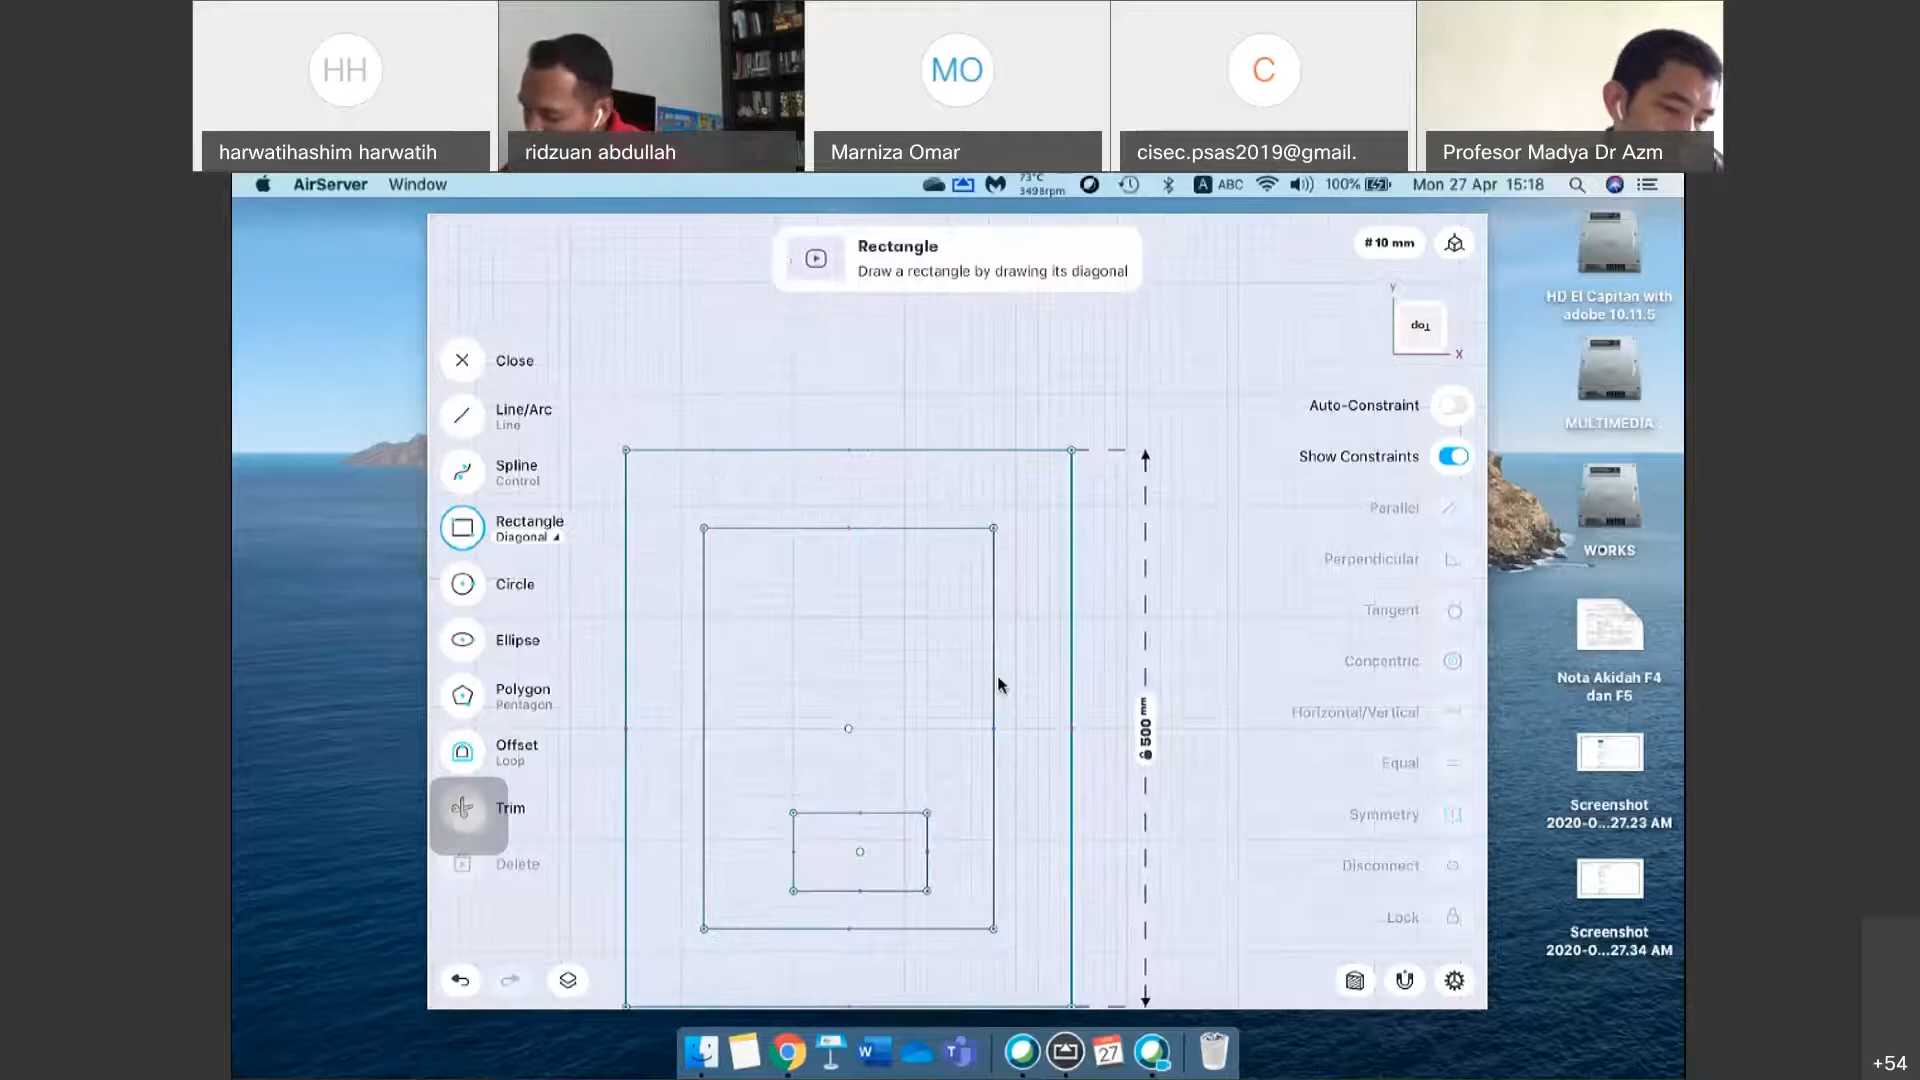 HH
MO
C
harwatihashim harwatih
ridzuan abdullah
Marniza Omar
cisec.psas2019@gmail.
Profesor Madya Dr Azm
AirServer Window
73°C
3498rpm
A ABC
100%
Mon 27 Apr 15:18
Rectangle
Draw a rectangle by drawing its diagonal
# 10 mm
Y
Top
X
Close
Line/Arc
Line
Spline
Control
Rectangle
Diagonal
Circle
Ellipse
Polygon
Pentagon
Offset
Loop
Trim
Delete
500 mm
Auto-Constraint
Show Constraints
Parallel
Perpendicular
Tangent
Concentric
Horizontal/Vertical
Equal
Symmetry
Disconnect
Lock
HD El Capitan with
adobe 10.11.5
MULTIMEDIA
WORKS
Nota Akidah F4
dan F5
Screenshot
2020-0...27.23 AM
Screenshot
2020-0...27.34 AM
W
T
27
+54